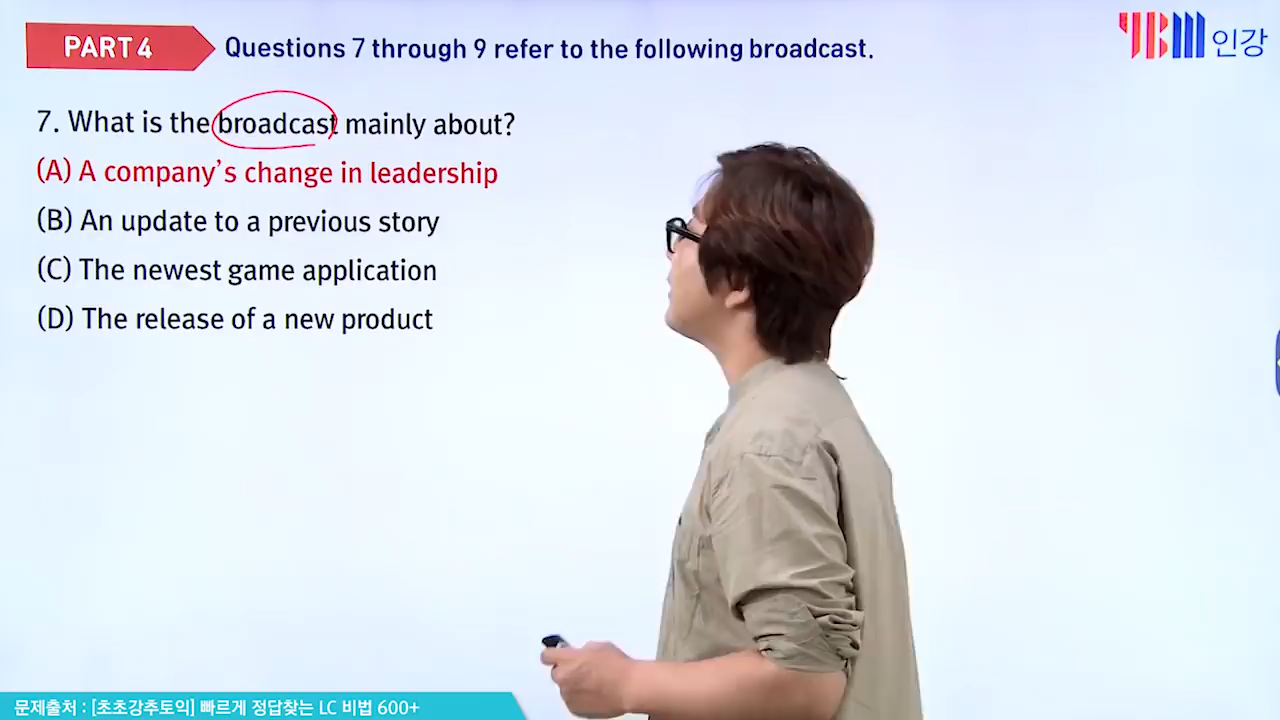 PART 4
Questions 7 through 9 refer to the following broadcast.
YBM 인강
7. What is the broadcast mainly about?
(A) A company's change in leadership
(B) An update to a previous story
(C) The newest game application
(D) The release of a new product
문제출처 : [초초강추토익] 빠르게 정답찾는 LC 비법 600+